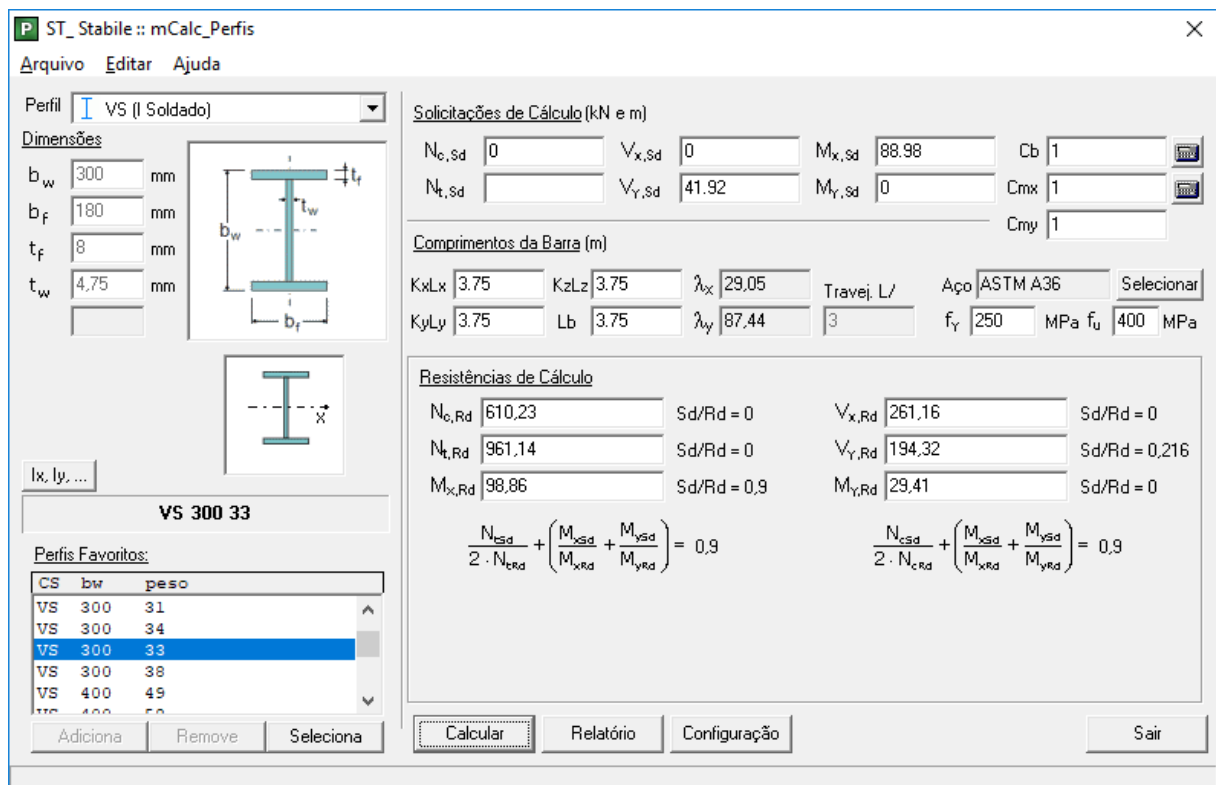 ST_ Stabile :: mCalc_Perfis
Arquivo Editar Ajuda
Perfil VS (I Soldado)
Dimensões
bw 300 mm
bf 180 mm
tf 8 mm
tw 4,75 mm
tf
tw
bw
bf
x
Ix, Iy, ...
VS 300 33
Perfis Favoritos:
CS bw peso
VS 300 31
VS 300 34
VS 300 33
VS 300 38
VS 400 49
Adiciona Remove Seleciona
Solicitações de Cálculo (kN e m)
Nc,Sd 0 Vx,Sd 0 Mx,Sd 88.98 Cb 1
Nt,Sd VY,Sd 41.92 MY,Sd 0 Cmx 1
Cmy 1
Comprimentos da Barra (m)
KxLx 3.75 KzLz 3.75 λx 29,05 Travej. L/ Aço ASTM A36 Selecionar
KyLy 3.75 Lb 3.75 λy 87,44 3 fY 250 MPa fu 400 MPa
Resistências de Cálculo
Nc,Rd 610,23 Sd/Rd = 0 Vx,Rd 261,16 Sd/Rd = 0
Nt,Rd 961,14 Sd/Rd = 0 VY,Rd 194,32 Sd/Rd = 0,216
Mx,Rd 98,86 Sd/Rd = 0,9 MY,Rd 29,41 Sd/Rd = 0
NtSd / 2 · NtRd + (MxSd / MxRd + MySd / MyRd) = 0,9 NcSd / 2 · NcRd + (MxSd / MxRd + MySd / MyRd) = 0,9
Calcular Relatório Configuração Sair